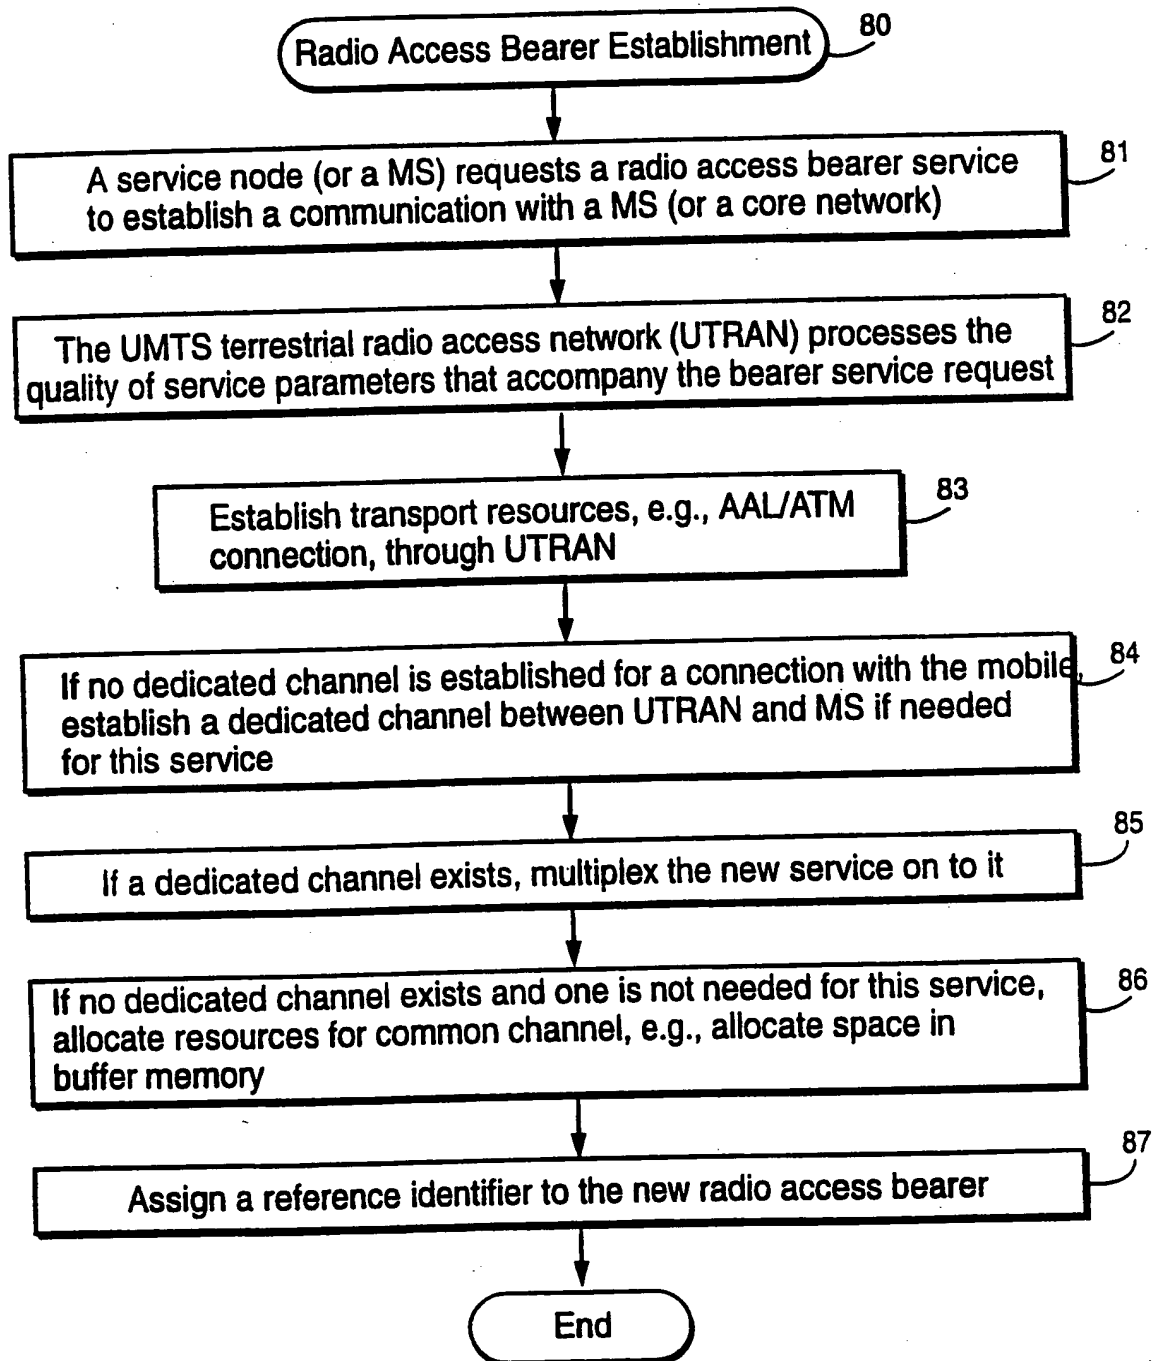 Radio Access Bearer Establishment
80
A service node (or a MS) requests a radio access bearer service
to establish a communication with a MS (or a core network)
81
The UMTS terrestrial radio access network (UTRAN) processes the
quality of service parameters that accompany the bearer service request
82
Establish transport resources, e.g., AAL/ATM
connection, through UTRAN
83
If no dedicated channel is established for a connection with the mobile,
establish a dedicated channel between UTRAN and MS if needed
for this service
84
If a dedicated channel exists, multiplex the new service on to it
85
If no dedicated channel exists and one is not needed for this service,
allocate resources for common channel, e.g., allocate space in
buffer memory
86
Assign a reference identifier to the new radio access bearer
87
End